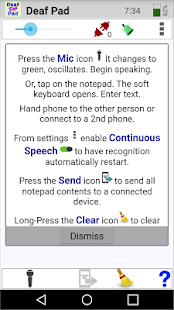 Deaf Pad
Deaf Pad
7:34
0
Press the Mic icon It changes to
green, oscillates. Begin speaking.
Or, tap on the notepad. The soft
keyboard opens. Enter text.
Hand phone to the other person or
connect to a 2nd phone.
From settings enable Continuous
Speech to have recognition
automatically restart.
Press the Send icon to send all
notepad contents to a connected
device.
Long-Press the Clear icon to clear
Dismiss
?